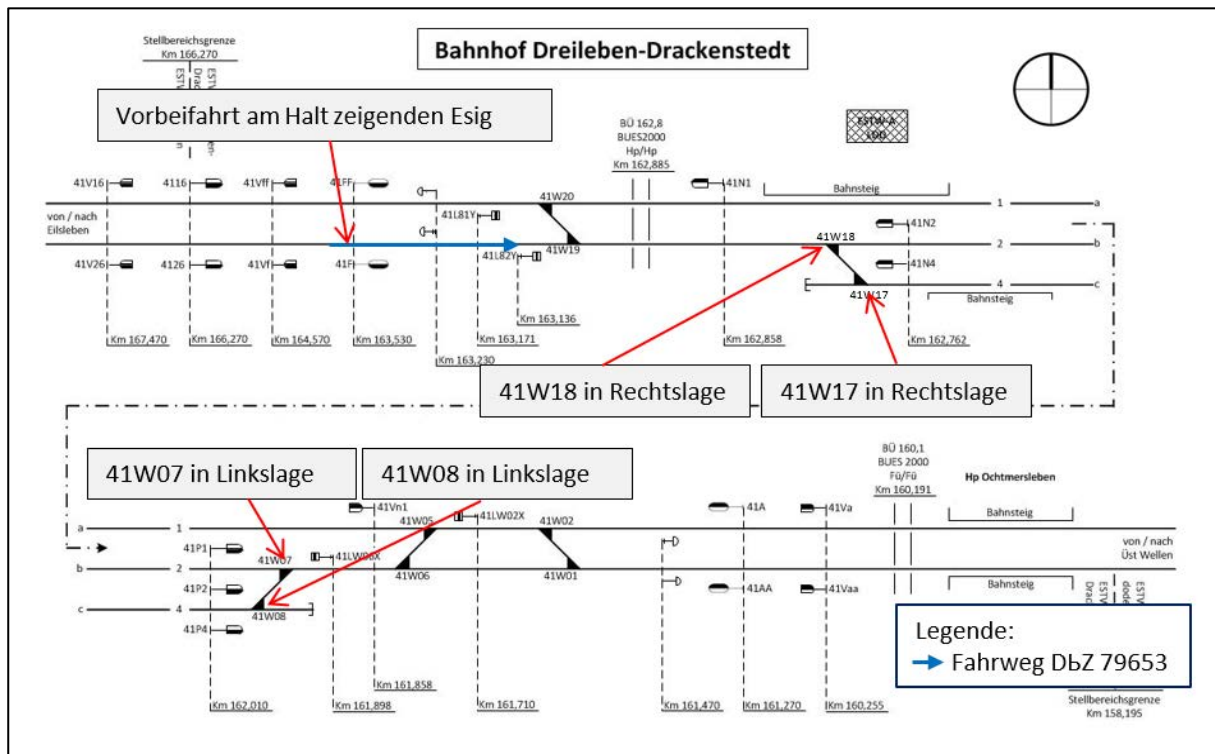 Stellbereichsgrenze
Km 166,270
Bahnhof Dreileben-Drackenstedt
Vorbeifahrt am Halt zeigenden Esig
BÜ 162,8
BUES2000
Hp/Hp
Km 162,885
ESTW-A
LDD
41V16
4116
41Vff
41FF
41L81Y
41W20
41N1
Bahnsteig
1
a
von / nach
Eilsleben
41W19
41W18
41N2
2
b
41V26
4126
41Vf
41F
41L82Y
41N4
4
c
41W17
Bahnsteig
Km 163,136
Km 167,470
Km 166,270
Km 164,570
Km 163,530
Km 163,171
Km 162,858
Km 162,762
Km 163,230
41W18 in Rechtslage
41W17 in Rechtslage
41W07 in Linkslage
41W08 in Linkslage
BÜ 160,1
BUES 2000
Fü/Fü
Km 160,191
Hp Ochtmersleben
41Vn1
41LW02X
41A
41Va
Bahnsteig
a
1
41W05
41W02
von / nach
Üst Wellen
41P1
41W07
b
2
41W06
41W01
41P2
41AA
41Vaa
Bahnsteig
c
4
41W08
41P4
Legende:
Fahrweg DbZ 79653
Km 161,858
Km 162,010
Km 161,898
Km 161,710
Km 161,470
Km 161,270
Km 160,255
Stellbereichsgrenze
Km 158,195